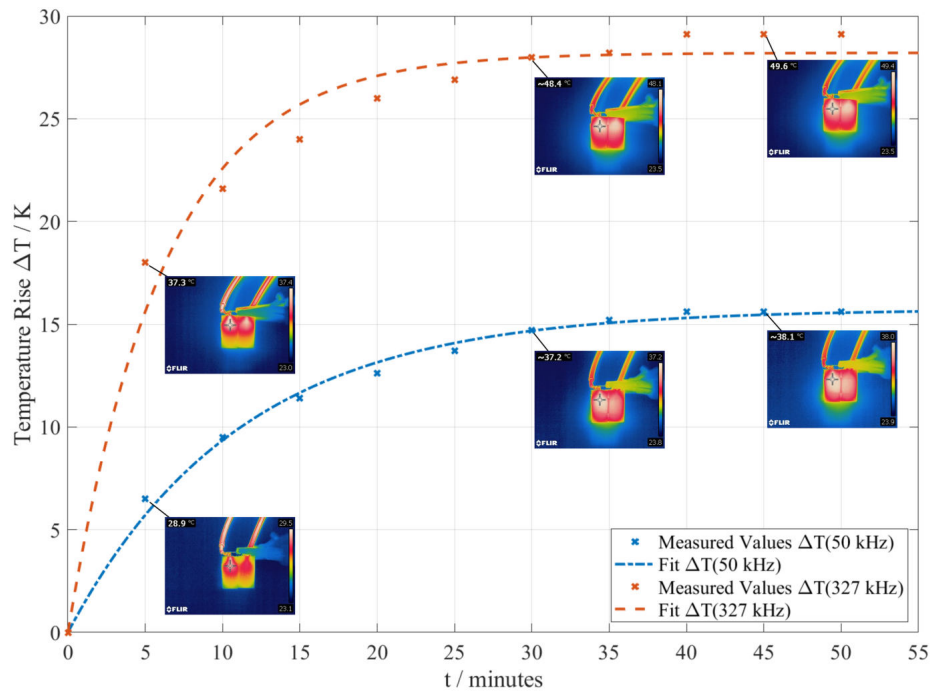 30
25
20
15
10
5
0
Temperature Rise ΔT / K
~48.4 °C
48.1
23.5
FLIR
49.6 °C
49.4
23.5
FLIR
37.3 °C
37.4
23.0
FLIR
~37.2 °C
37.2
23.8
FLIR
~38.1 °C
38.0
23.9
FLIR
28.9 °C
29.5
23.1
FLIR
Measured Values ΔT(50 kHz)
Fit ΔT(50 kHz)
Measured Values ΔT(327 kHz)
Fit ΔT(327 kHz)
0 5 10 15 20 25 30 35 40 45 50 55
t / minutes